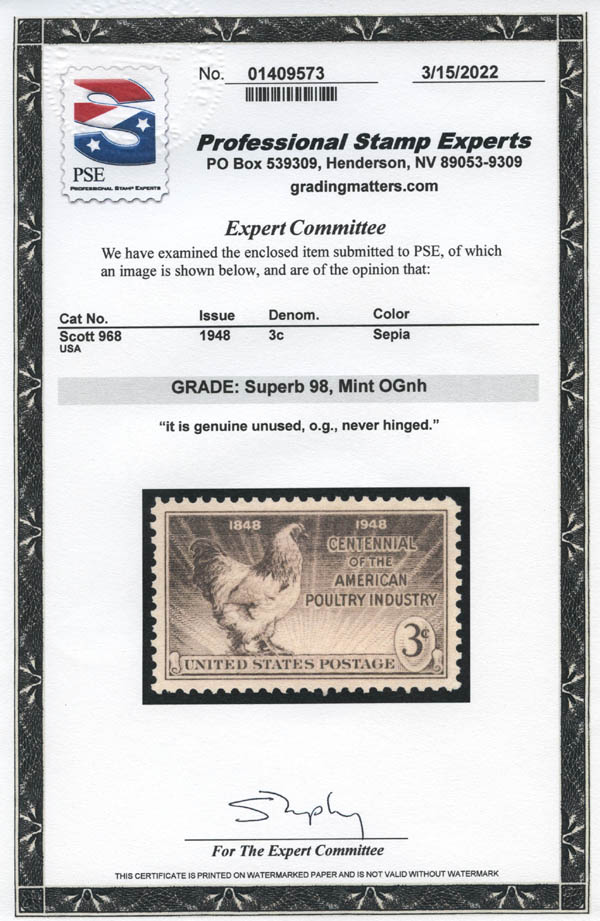 No. 01409573 3/15/2022
PSE
PROFESSIONAL STAMP EXPERTS
Professional Stamp Experts
PO Box 539309, Henderson, NV 89053-9309
gradingmatters.com
Expert Committee
We have examined the enclosed item submitted to PSE, of which
an image is shown below, and are of the opinion that:
Cat No. Issue Denom. Color
Scott 968 1948 3c Sepia
USA
GRADE: Superb 98, Mint OGnh
“it is genuine unused, o.g., never hinged.”
1848 1948
CENTENNIAL
OF THE
AMERICAN
POULTRY INDUSTRY
3¢
UNITED STATES POSTAGE
For The Expert Committee
THIS CERTIFICATE IS PRINTED ON WATERMARKED PAPER AND IS NOT VALID WITHOUT WATERMARK